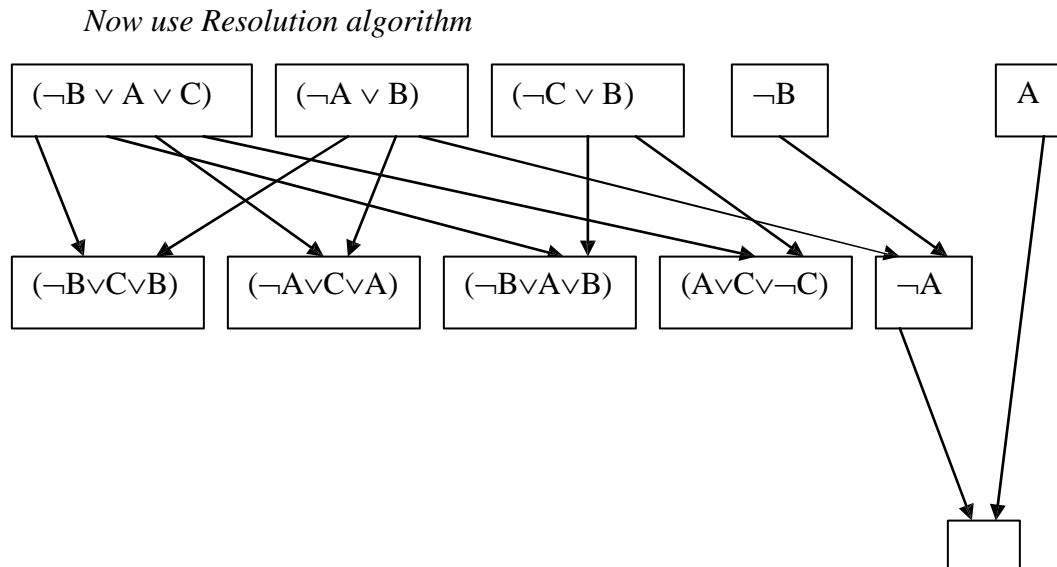 Now use Resolution algorithm
(¬B ∨ A ∨ C) (¬A ∨ B) (¬C ∨ B) ¬B A
(¬B∨C∨B) (¬A∨C∨A) (¬B∨A∨B) (A∨C∨¬C) ¬A